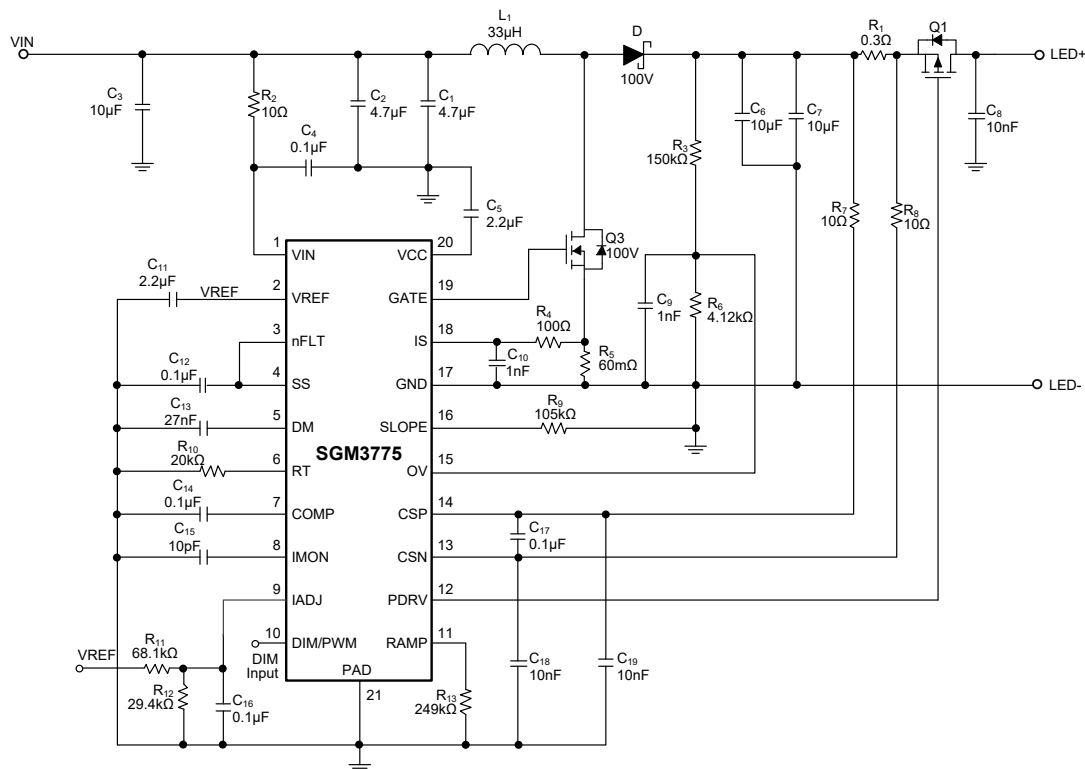 L₁
33μH
D
100V
R₁
0.3Ω
Q1
VIN
LED+
C₃
10μF
R₂
10Ω
C₂
4.7μF
C₁
4.7μF
C₆
10μF
C₇
10μF
C₈
10nF
C₄
0.1μF
R₃
150kΩ
C₅
2.2μF
R₇
10Ω
R₈
10Ω
Q3
100V
1
VIN
VCC
20
C₁₁
2.2μF
VREF
2
VREF
GATE
19
C₉
1nF
R₆
4.12kΩ
3
nFLT
IS
18
R₄
100Ω
C₁₀
1nF
R₅
60mΩ
C₁₂
0.1μF
4
SS
GND
17
LED-
C₁₃
27nF
5
DM
SLOPE
16
R₉
105kΩ
SGM3775
R₁₀
20kΩ
6
RT
OV
15
C₁₄
0.1μF
7
COMP
CSP
14
C₁₇
0.1μF
C₁₅
10pF
8
IMON
CSN
13
9
IADJ
PDRV
12
10
DIM/PWM
RAMP
11
DIM
Input
VREF
R₁₁
68.1kΩ
R₁₂
29.4kΩ
C₁₆
0.1μF
PAD
21
R₁₃
249kΩ
C₁₈
10nF
C₁₉
10nF